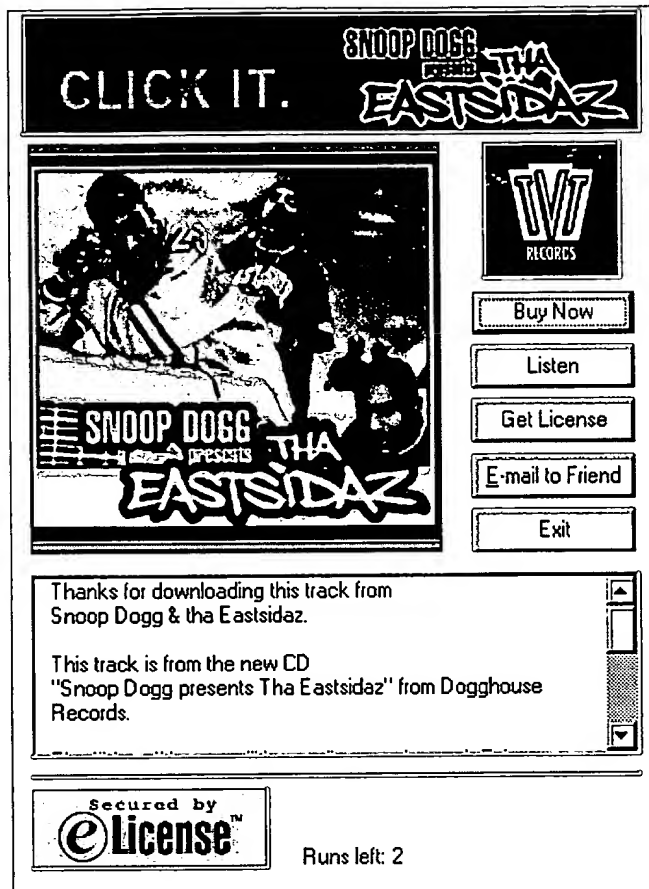 CLICK IT.
SNOOP DOGG
presents
THA
EASTSIDAZ
TVT
RECORDS
23
SNOOP DOGG
presents
THA
EASTSIDAZ
Buy Now
Listen
Get License
E-mail to Friend
Exit
Thanks for downloading this track from
Snoop Dogg & tha Eastsidaz.
This track is from the new CD
"Snoop Dogg presents Tha Eastsidaz" from Dogghouse
Records.
Secured by
eLicense™
Runs left: 2